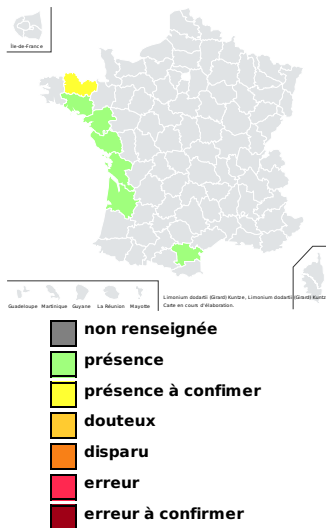 Île-de-France
Guadeloupe Martinique Guyane La Réunion Mayotte
Limonium dodartii (Girard) Kuntze, Limonium dodartii (Girard) Kuntz
Carte en cours d'élaboration.
non renseignée
présence
présence à confimer
douteux
disparu
erreur
erreur à confirmer